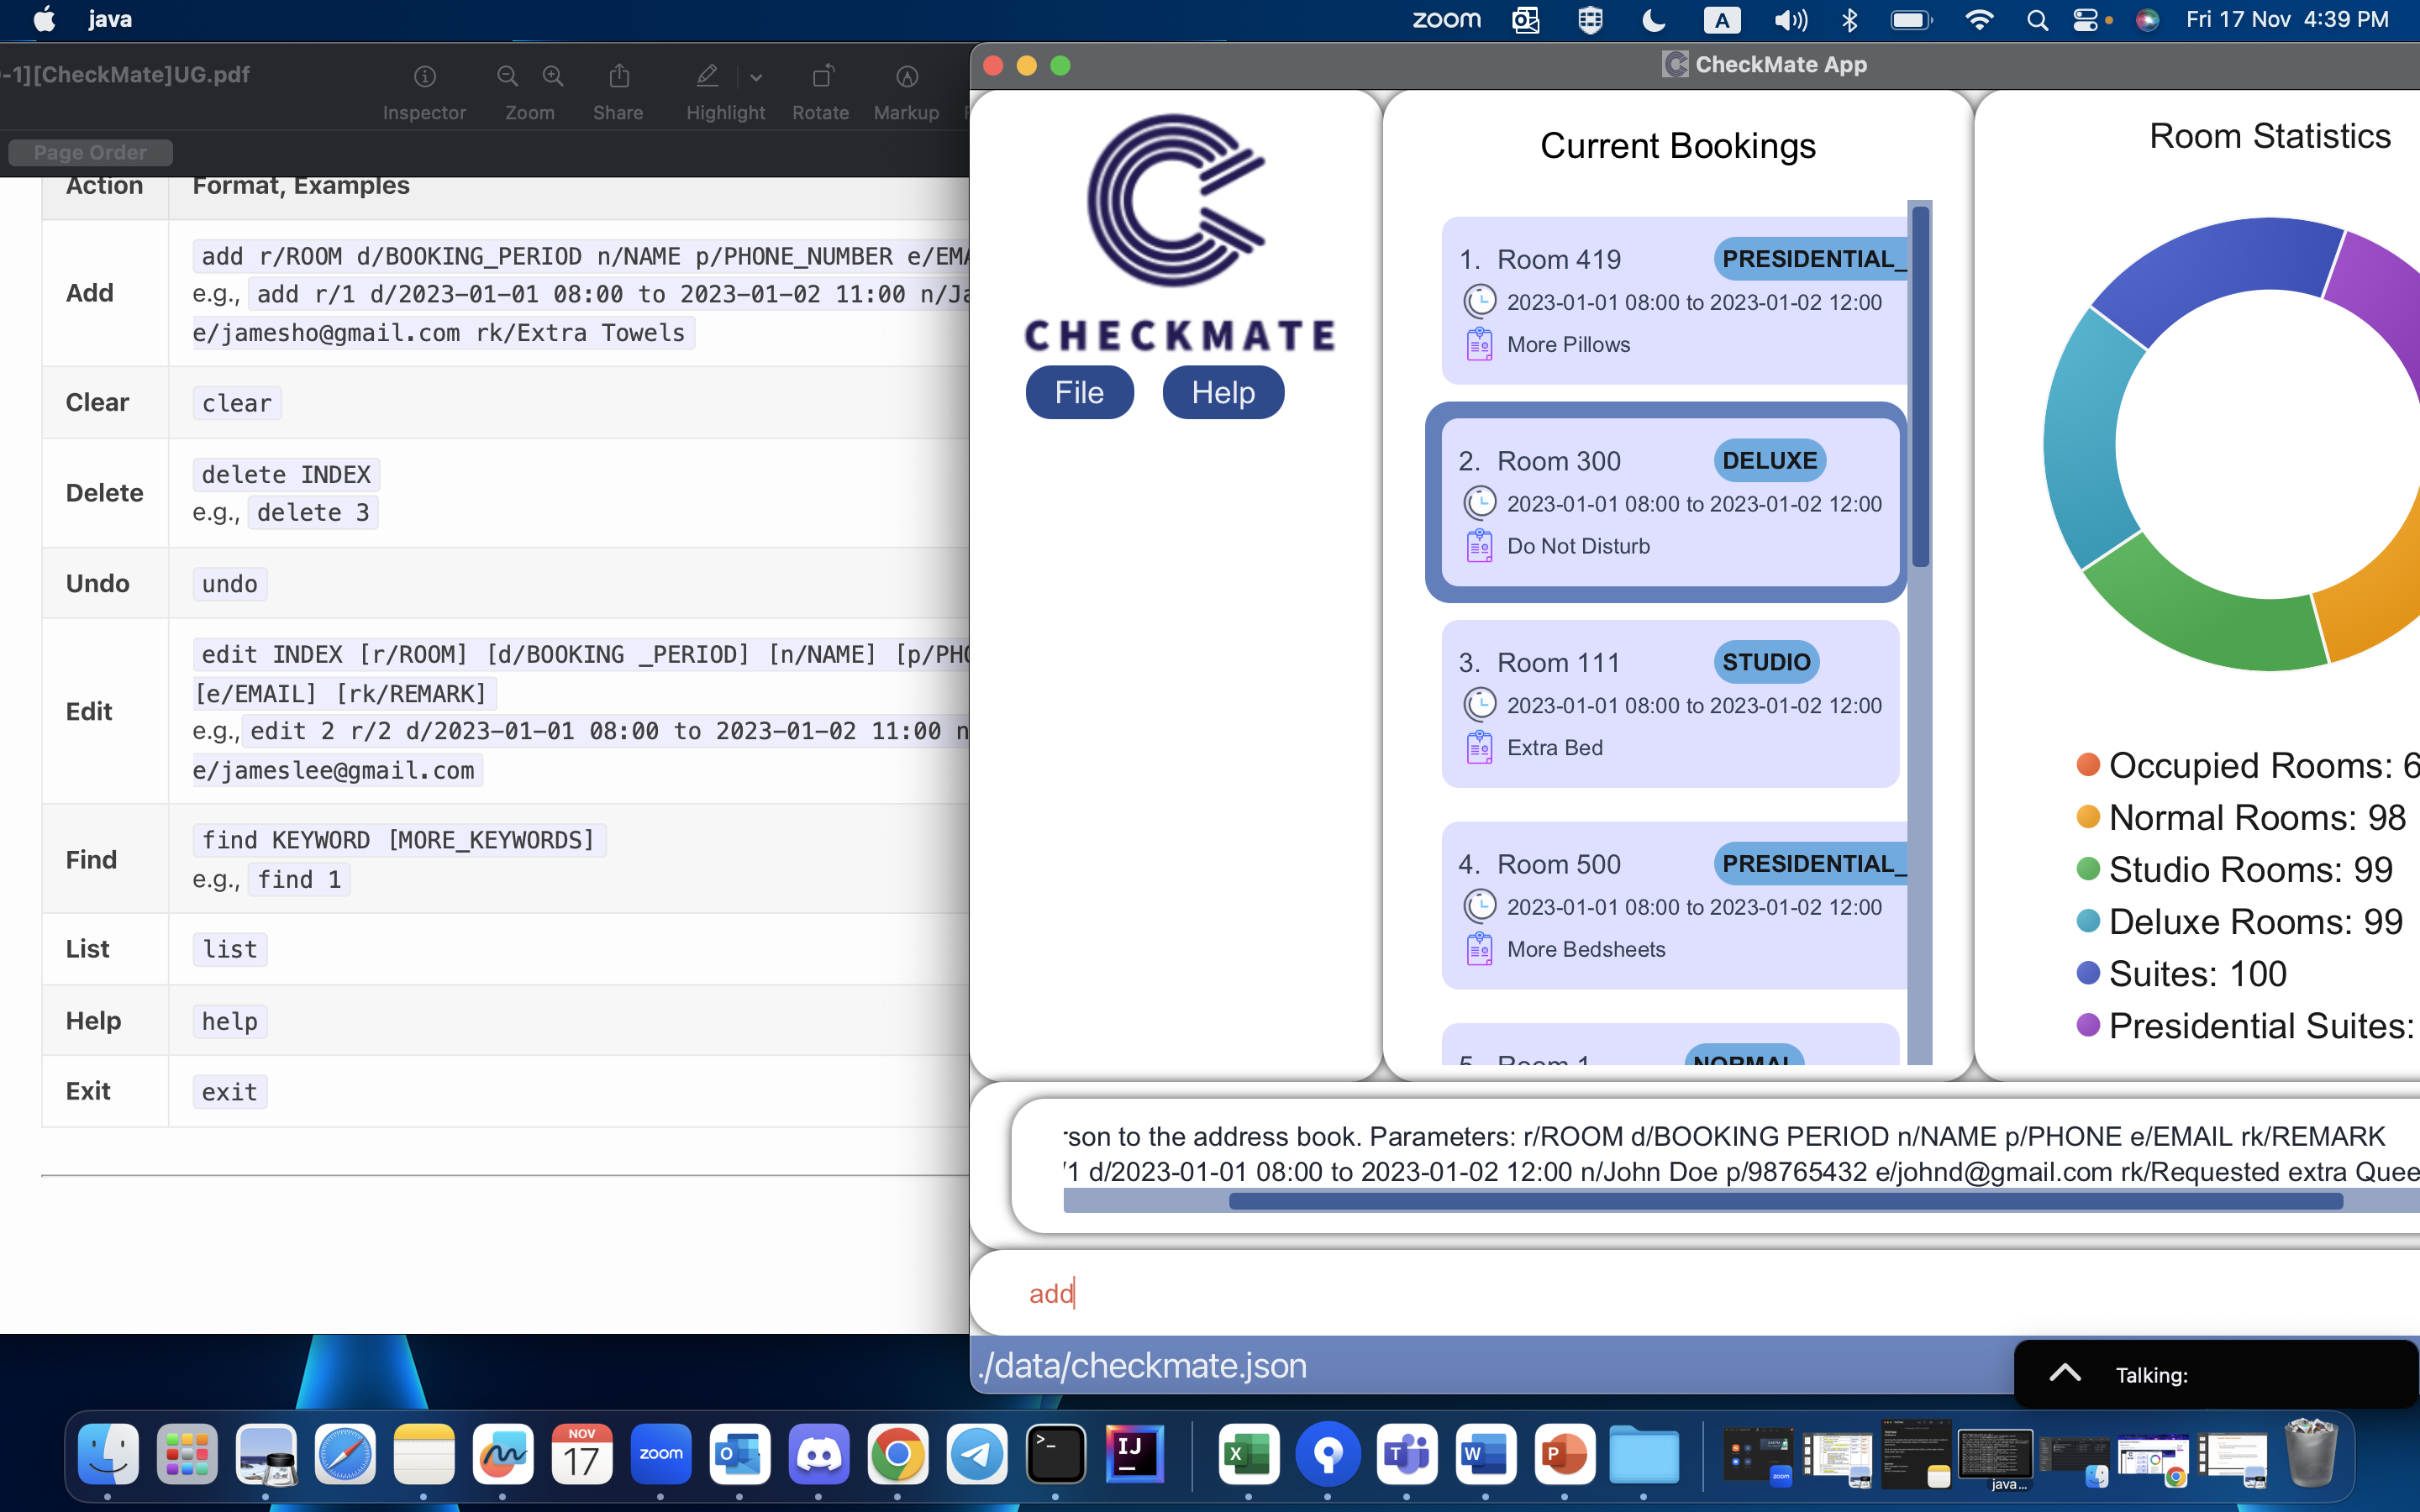 java
zoom
A
Fri 17 Nov 4:39 PM
-1][CheckMate]UG.pdf
Inspector
Zoom
Share
Highlight
Rotate
Markup
Page Order
Action Format, Examples
Add
add r/ROOM d/BOOKING_PERIOD n/NAME p/PHONE_NUMBER e/EMA
e.g., add r/1 d/2023-01-01 08:00 to 2023-01-02 11:00 n/Ja
e/jamesho@gmail.com rk/Extra Towels
Clear
clear
Delete
delete INDEX
e.g., delete 3
Undo
undo
Edit
edit INDEX [r/ROOM] [d/BOOKING _PERIOD] [n/NAME] [p/PHO
[e/EMAIL] [rk/REMARK]
e.g., edit 2 r/2 d/2023-01-01 08:00 to 2023-01-02 11:00 n
e/jameslee@gmail.com
Find
find KEYWORD [MORE_KEYWORDS]
e.g., find 1
List
list
Help
help
Exit
exit
CheckMate App
CHECKMATE
File
Help
Current Bookings
1. Room 419 PRESIDENTIAL_
2023-01-01 08:00 to 2023-01-02 12:00
More Pillows
2. Room 300 DELUXE
2023-01-01 08:00 to 2023-01-02 12:00
Do Not Disturb
3. Room 111 STUDIO
2023-01-01 08:00 to 2023-01-02 12:00
Extra Bed
4. Room 500 PRESIDENTIAL_
2023-01-01 08:00 to 2023-01-02 12:00
More Bedsheets
5. Room 1 NORMAL
Room Statistics
Occupied Rooms: 6
Normal Rooms: 98
Studio Rooms: 99
Deluxe Rooms: 99
Suites: 100
Presidential Suites:
rson to the address book. Parameters: r/ROOM d/BOOKING PERIOD n/NAME p/PHONE e/EMAIL rk/REMARK
/1 d/2023-01-01 08:00 to 2023-01-02 12:00 n/John Doe p/98765432 e/johnd@gmail.com rk/Requested extra Quee
add
./data/checkmate.json
Talking:
NOV
17
zoom
IJ
java...